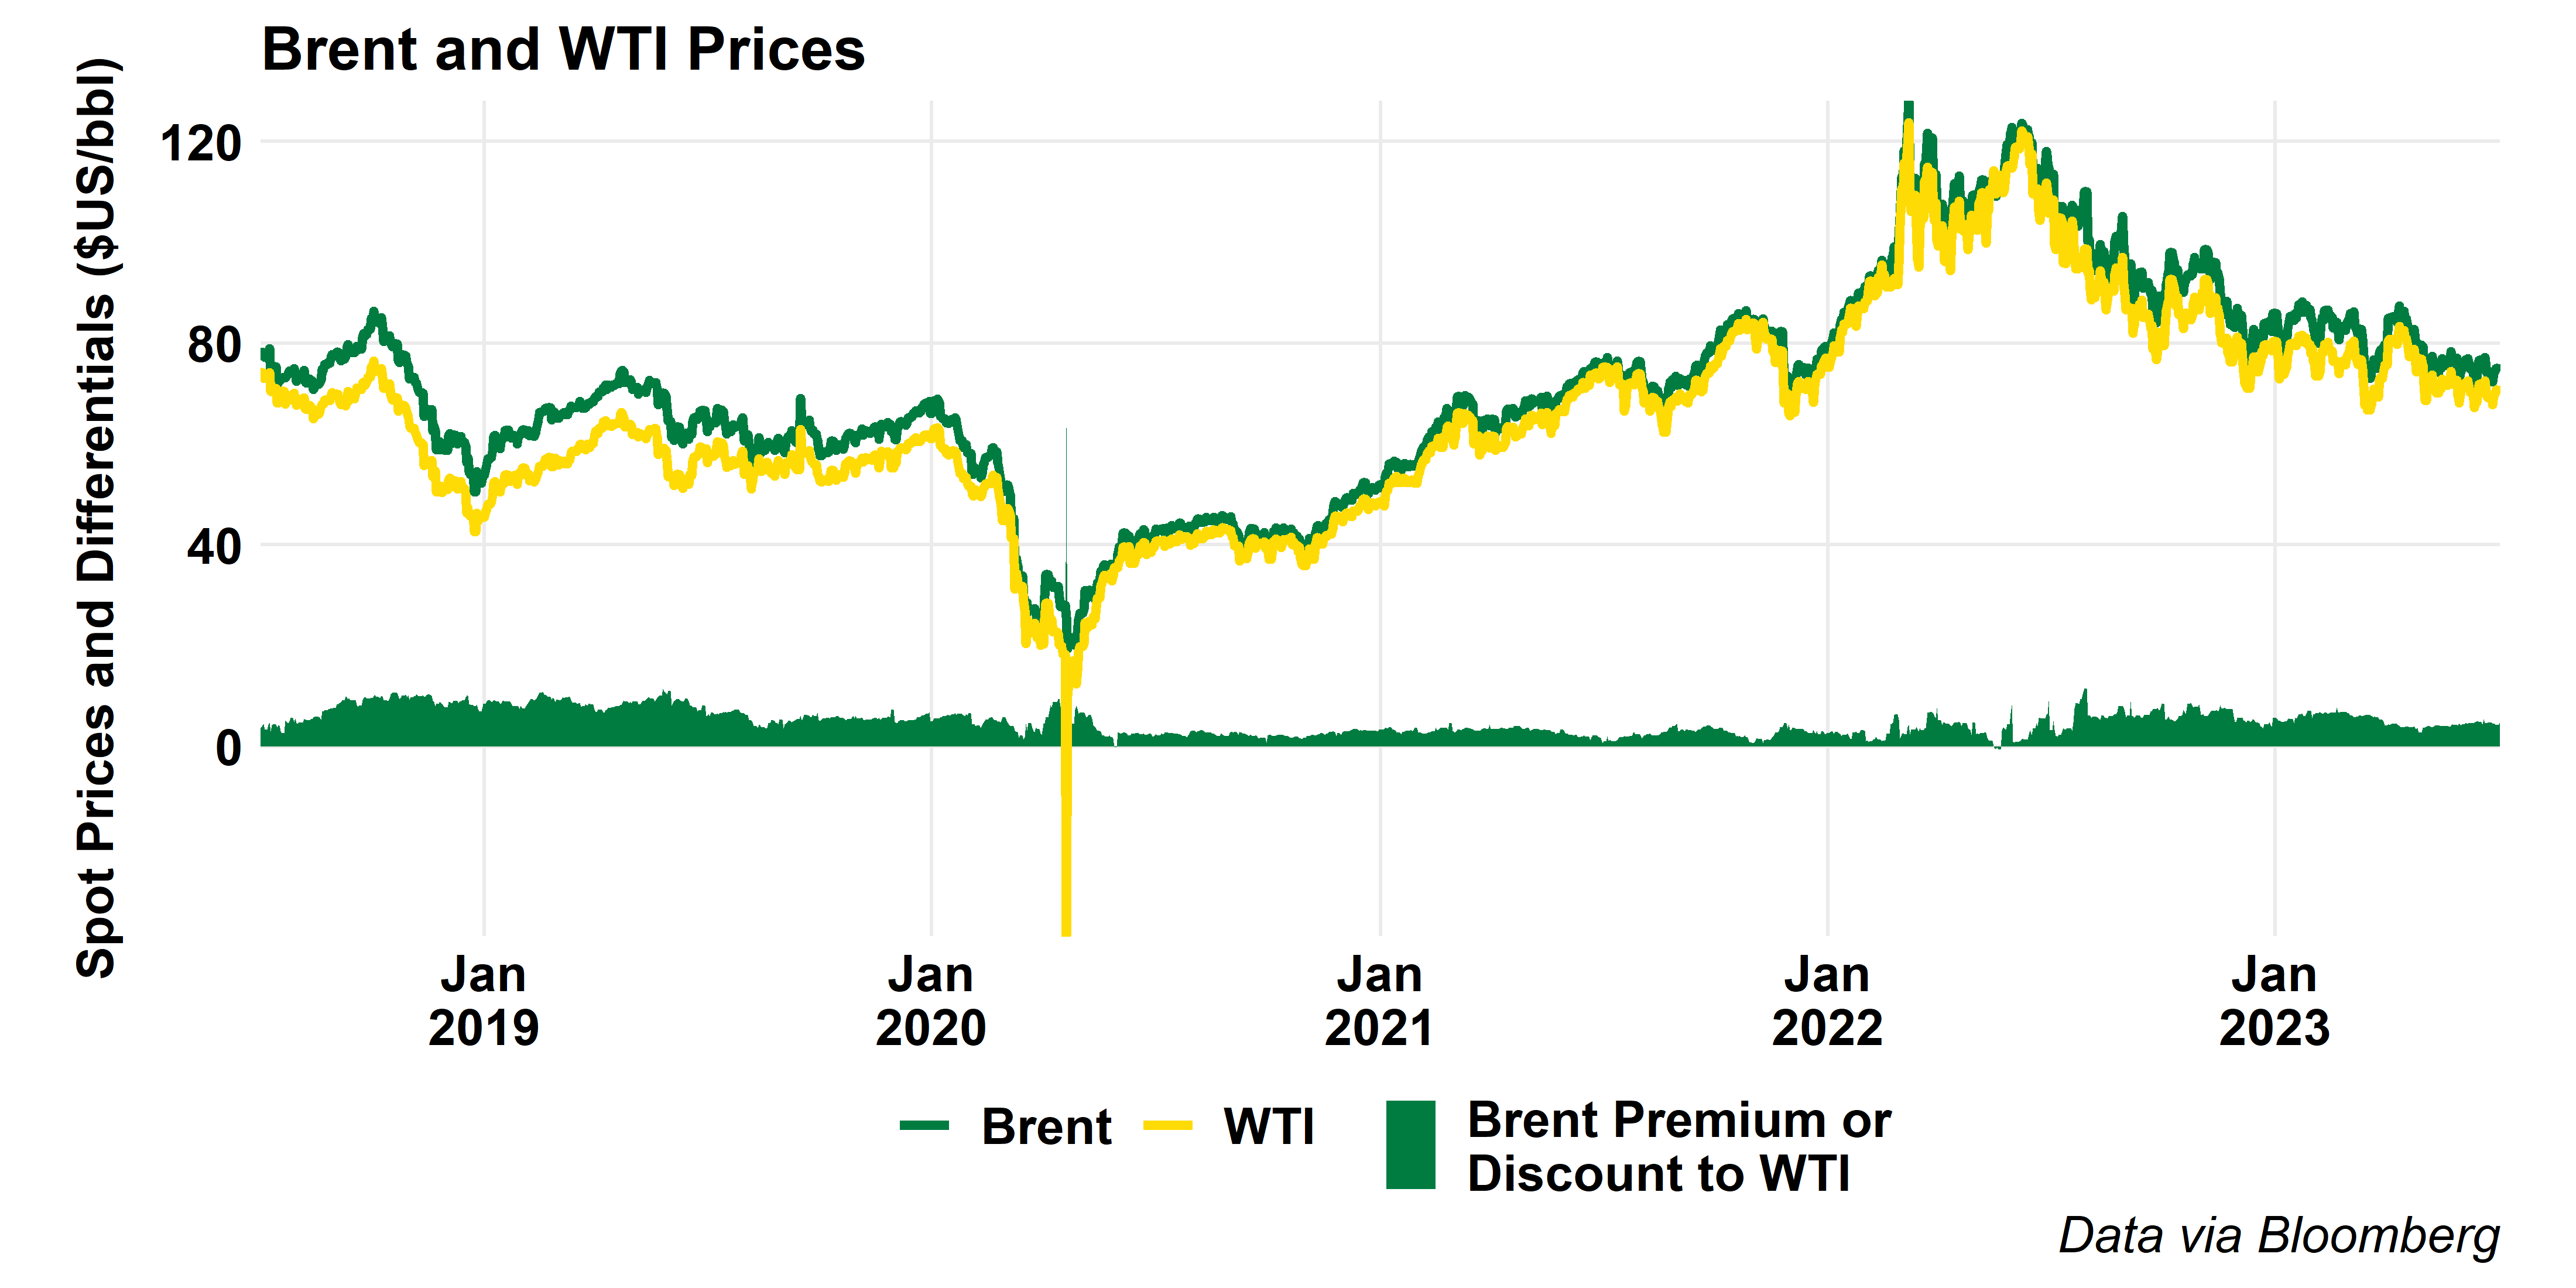 Brent and WTI Prices
Spot Prices and Differentials ($US/bbl)
120
80
40
0
Jan
2019
Jan
2020
Jan
2021
Jan
2022
Jan
2023
Brent
WTI
Brent Premium or
Discount to WTI
Data via Bloomberg